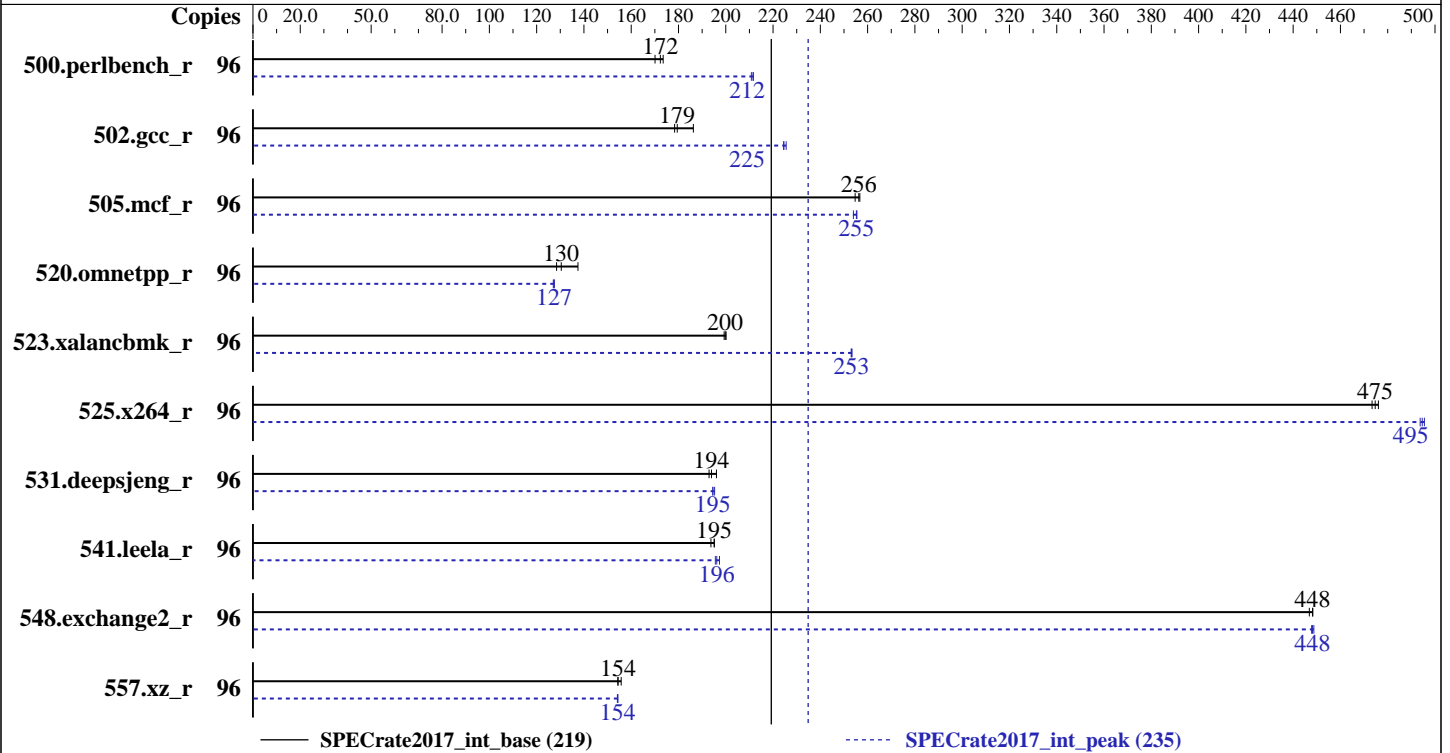 Copies 0 20.0 50.0 80.0 100 120 140 160 180 200 220 240 260 280 300 320 340 360 380 400 420 440 460 500
172
500.perlbench_r 96
212
179
502.gcc_r 96
225
256
505.mcf_r 96
255
130
520.omnetpp_r 96
127
200
523.xalancbmk_r 96
253
475
525.x264_r 96
495
194
531.deepsjeng_r 96
195
195
541.leela_r 96
196
448
548.exchange2_r 96
448
154
557.xz_r 96
154
SPECrate2017_int_base (219) SPECrate2017_int_peak (235)